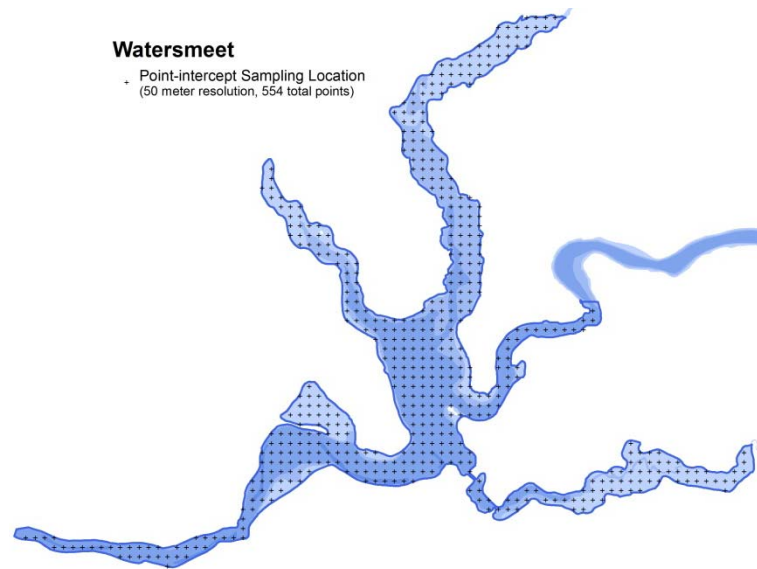 Watersmeet
Point-intercept Sampling Location
(50 meter resolution, 554 total points)